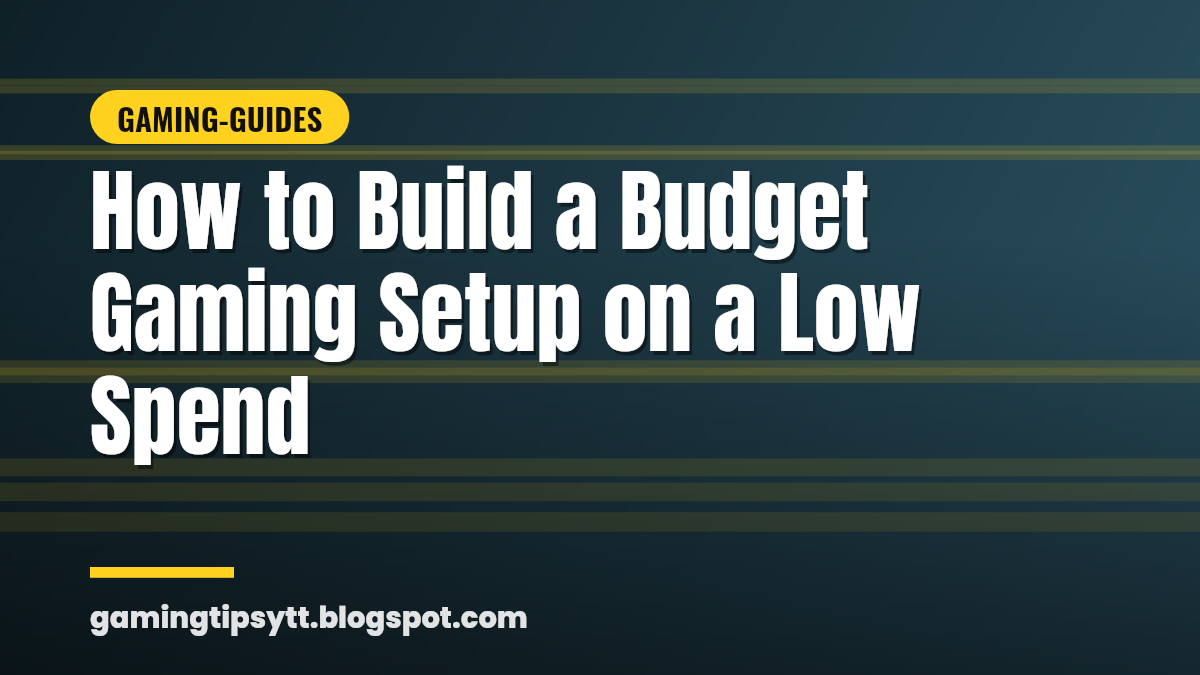 GAMING-GUIDES
How to Build a Budget
Gaming Setup on a Low
Spend
gamingtipsytt.blogspot.com